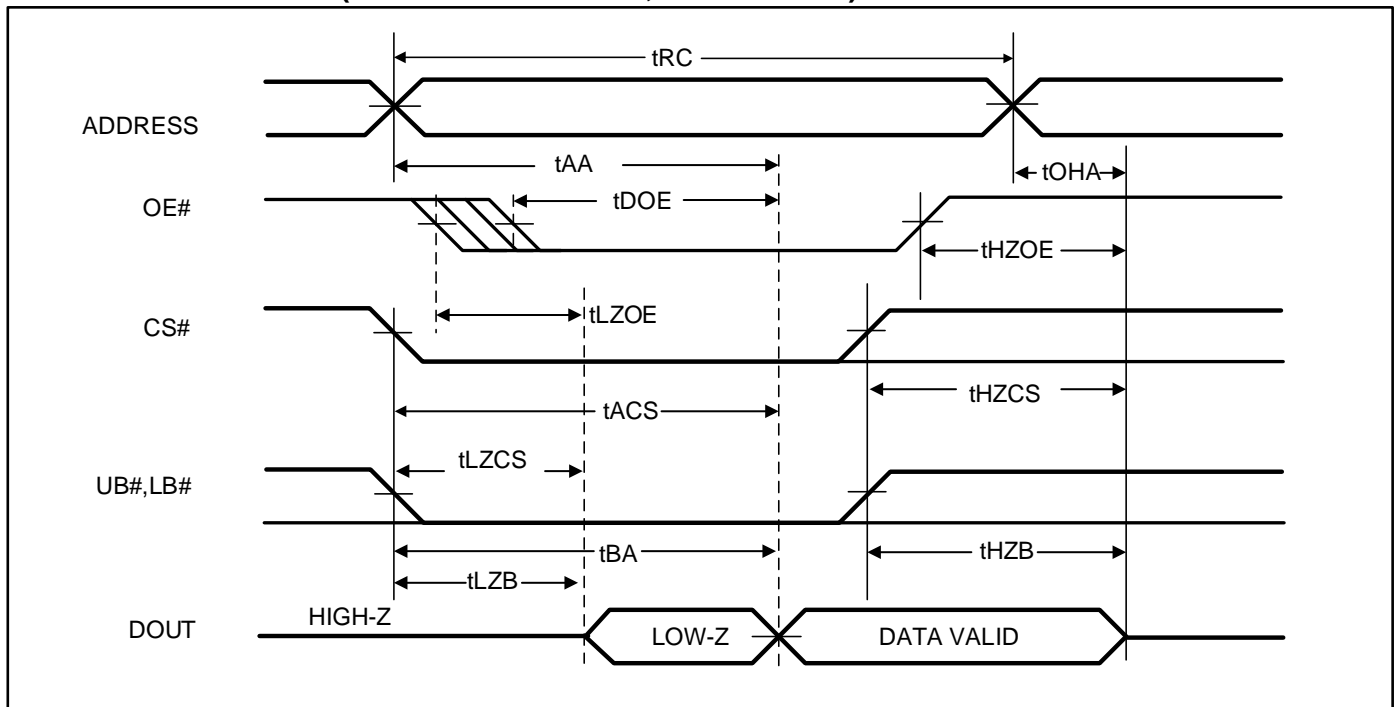 tRC
ADDRESS
tAA
tOHA
OE#
tDOE
tHZOE
tLZOE
CS#
tHZCS
tACS
tLZCS
UB#,LB#
tBA
tHZB
tLZB
HIGH-Z
DOUT
LOW-Z
DATA VALID